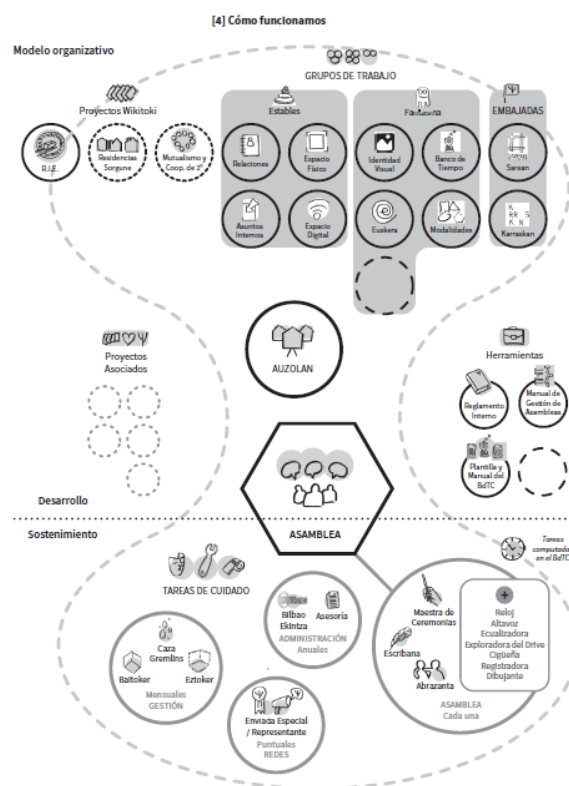 [4] Cómo funcionamos
Modelo organizativo
GRUPOS DE TRABAJO
Proyectos Wikitoki
Estables
EMBAJADAS
R.I.E.
Residencias
Sorgune
Mutualismo y
Coop. de 2º
Relaciones
Espacio
Físico
Identidad
Visual
Banco de
Tiempo
Sarean
Asuntos
Internos
Espacio
Digital
Euskera
Modalidades
K
RR S
K N
Karraskan
Proyectos
Asociados
AUZOLAN
Herramientas
Reglamento
Interno
Manual de
Gestión de
Asambleas
Plantilla y
Manual del
BdTC
Desarrollo
Sostenimiento
ASAMBLEA
Tareas
computadas
en el BdTC
TAREAS DE CUIDADO
Caza
Gremlins
Baitoker
Eztoker
Mensuales
GESTIÓN
Bilbao
Ekintza
Asesoría
ADMINISTRACIÓN
Anuales
Enviada Especial
/ Representante
Puntuales
REDES
Maestra de
Ceremonias
Escribana
Abrazanta
ASAMBLEA
Cada una
+
Reloj
Altavoz
Ecualizadora
Exploradora del Drive
Cigüeña
Registradora
Dibujante